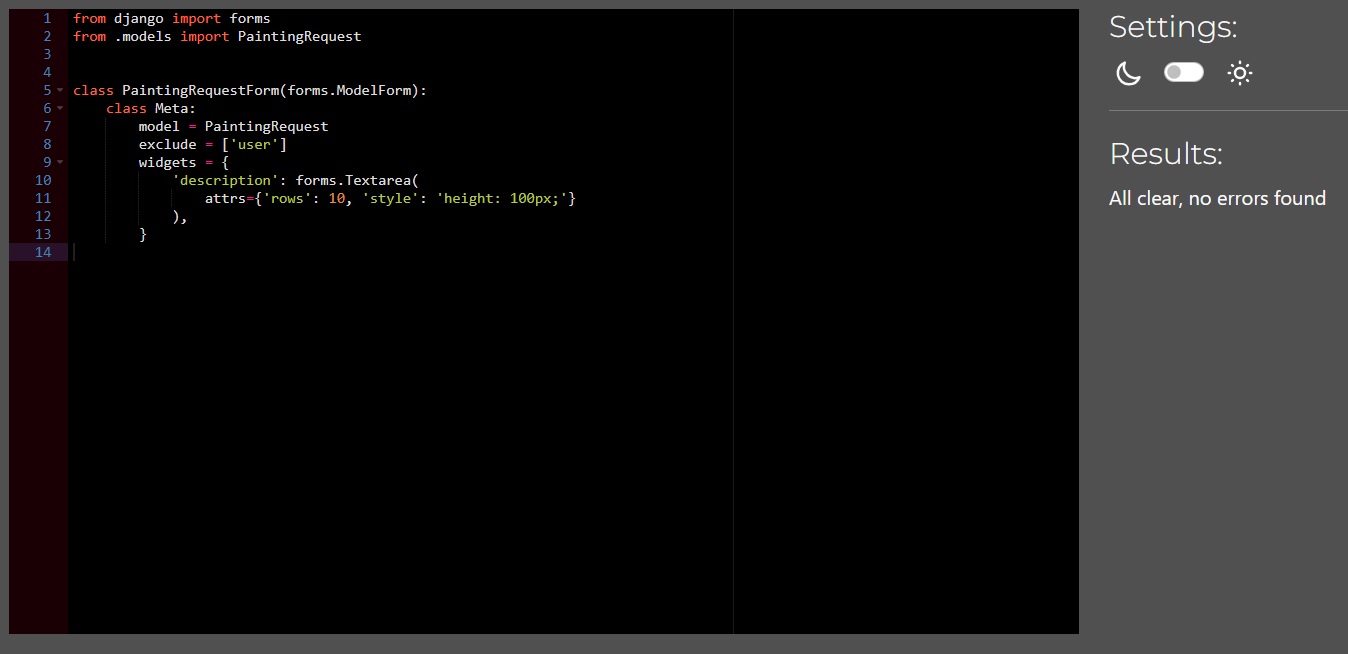 1 from django import forms
2 from .models import PaintingRequest
3
4
5 class PaintingRequestForm(forms.ModelForm):
6     class Meta:
7         model = PaintingRequest
8         exclude = ['user']
9         widgets = {
10             'description': forms.Textarea(
11                 attrs={'rows': 10, 'style': 'height: 100px;'}
12             ),
13         }
14
Settings:
Results:
All clear, no errors found